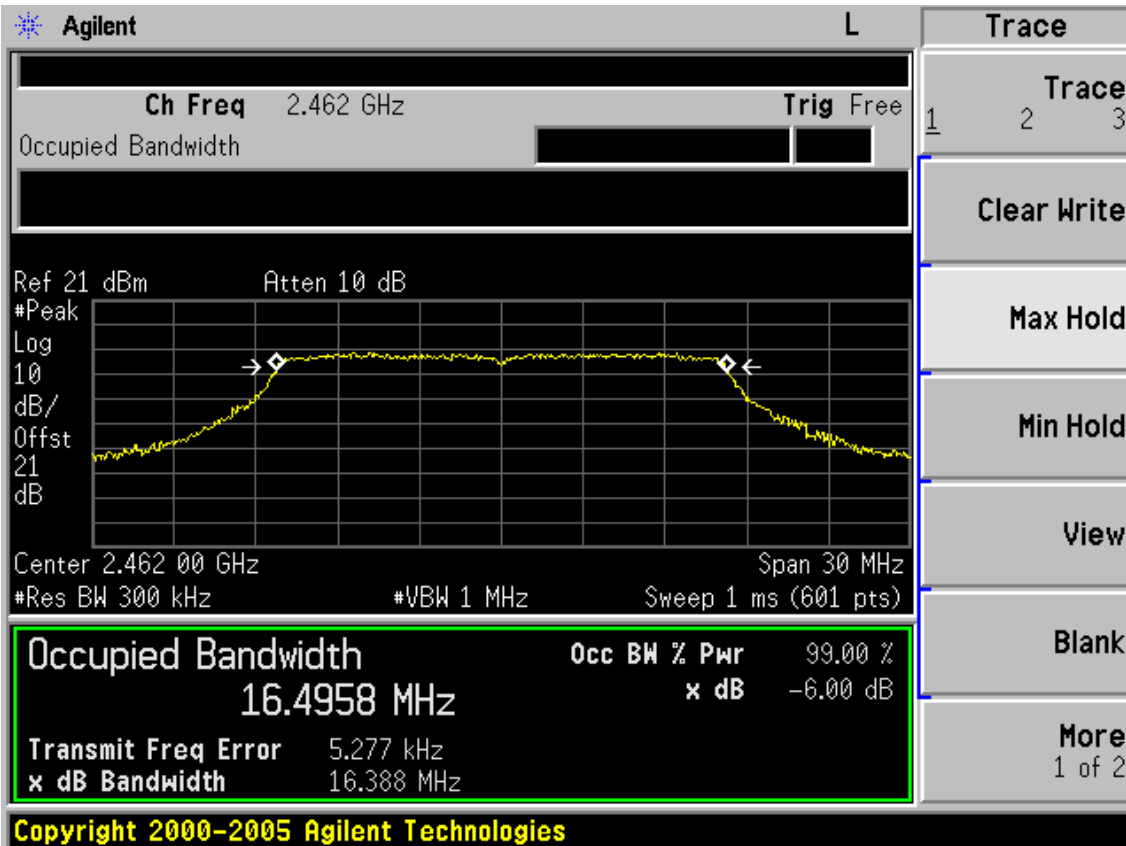 Agilent L
Ch Freq 2.462 GHz Trig Free
Occupied Bandwidth
Ref 21 dBm Atten 10 dB
#Peak
Log
10
dB/
Offst
21
dB
Center 2.462 00 GHz Span 30 MHz
#Res BW 300 kHz #VBW 1 MHz Sweep 1 ms (601 pts)
Occupied Bandwidth Occ BW % Pwr 99.00 %
16.4958 MHz x dB -6.00 dB
Transmit Freq Error 5.277 kHz
x dB Bandwidth 16.388 MHz
Copyright 2000-2005 Agilent Technologies
Trace
Trace
1 2 3
Clear Write
Max Hold
Min Hold
View
Blank
More
1 of 2